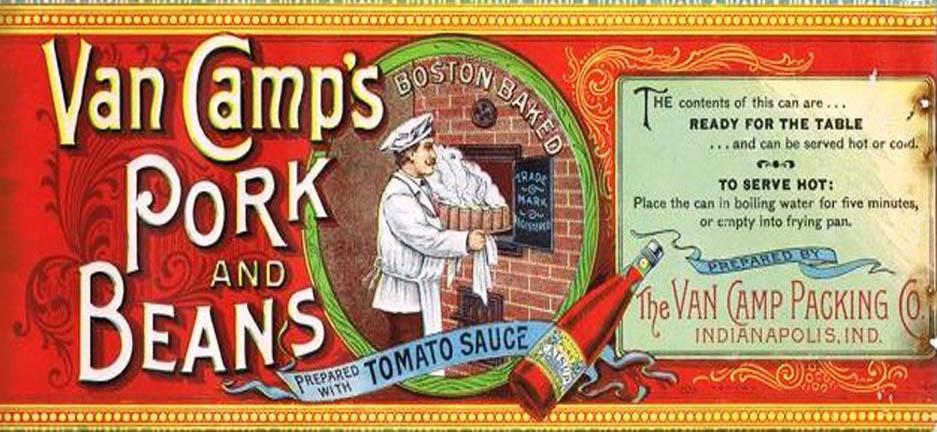 Van Camp's
PORK
AND
BEANS
BOSTON BAKED
TRADE
MARK
REGISTERED
PREPARED
WITH
TOMATO SAUCE
THE contents of this can are . . .
READY FOR THE TABLE
. . . and can be served hot or cold.
TO SERVE HOT:
Place the can in boiling water for five minutes,
or empty into frying pan.
PREPARED BY
The VAN CAMP PACKING CO.
INDIANAPOLIS, IND.